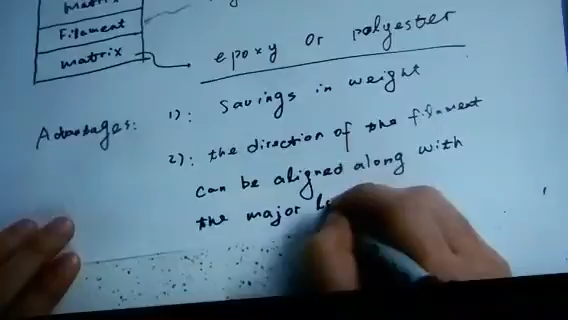 Matrix
Filament
matrix
epoxy or polyester
Advantages: 1): Savings in weight
2): the direction of the filament
can be aligned along with
the major